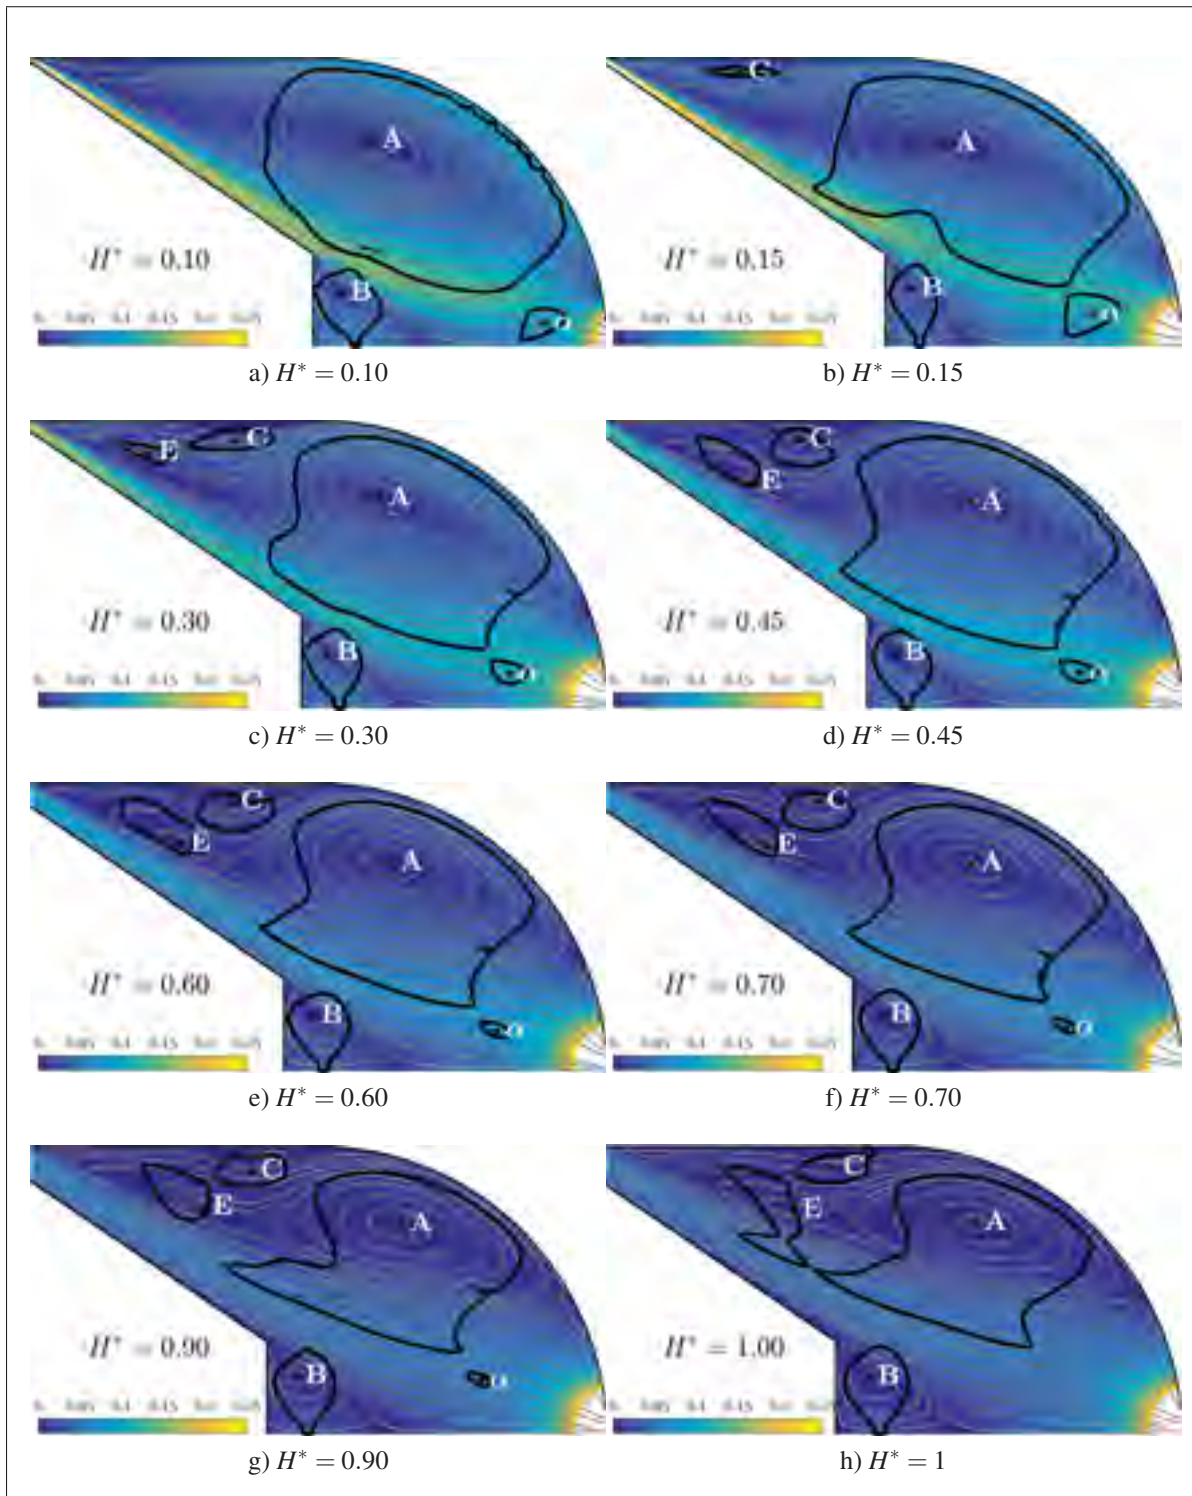 A
B
α
H* = 0.10
a) H* = 0.10
C
A
B
α
H* = 0.15
b) H* = 0.15
E
C
A
B
α
H* = 0.30
c) H* = 0.30
C
E
A
B
α
H* = 0.45
d) H* = 0.45
C
E
A
B
α
H* = 0.60
e) H* = 0.60
C
E
A
B
α
H* = 0.70
f) H* = 0.70
C
E
A
B
α
H* = 0.90
g) H* = 0.90
C
E
A
B
H* = 1.00
h) H* = 1